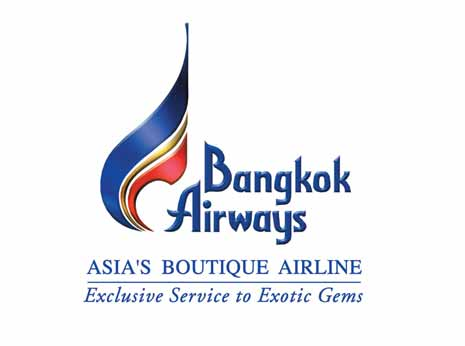 Bangkok
Airways
ASIA'S BOUTIQUE AIRLINE
Exclusive Service to Exotic Gems